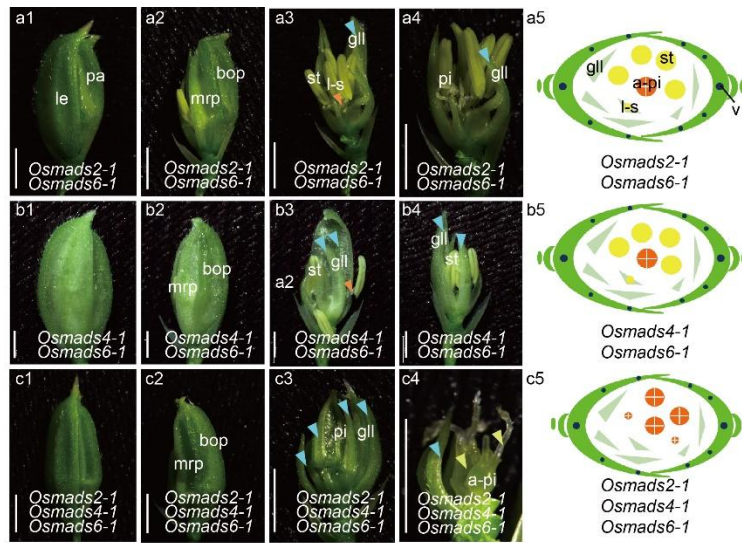 a1
le
pa
Osmads2-1
Osmads6-1
a2
bop
mrp
Osmads2-1
Osmads6-1
a3
gll
st
l-s
Osmads2-1
Osmads6-1
a4
gll
pi
Osmads2-1
Osmads6-1
a5
gll
st
a-pi
l-s
v
Osmads2-1
Osmads6-1
b1
Osmads4-1
Osmads6-1
b2
bop
mrp
Osmads4-1
Osmads6-1
b3
gll
st
a2
Osmads4-1
Osmads6-1
b4
gll
st
Osmads4-1
Osmads6-1
b5
Osmads4-1
Osmads6-1
c1
Osmads2-1
Osmads4-1
Osmads6-1
c2
bop
mrp
Osmads2-1
Osmads4-1
Osmads6-1
c3
pi
gll
Osmads2-1
Osmads4-1
Osmads6-1
c4
a-pi
Osmads2-1
Osmads4-1
Osmads6-1
c5
Osmads2-1
Osmads4-1
Osmads6-1